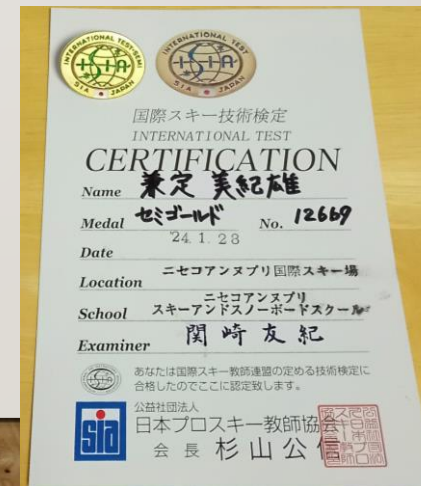 INTERNATIONAL TEST-SEMI
ISIA
SIA JAPAN
INTERNATIONAL TEST
ISIA
SIA JAPAN
国際スキー技術検定
INTERNATIONAL TEST
CERTIFICATION
Name 兼定 美紀雄
Medal セミゴールド No. 12669
Date '24. 1. 28
Location ニセコアンヌプリ国際スキー場
School ニセコアンヌプリ
スキーアンドスノーボードスクール
Examiner 関崎友紀
あなたは国際スキー教師連盟の定める技術検定に
合格したのでここに認定致します。
sia
公益社団法人
日本プロスキー教師協会
会長 杉山公信